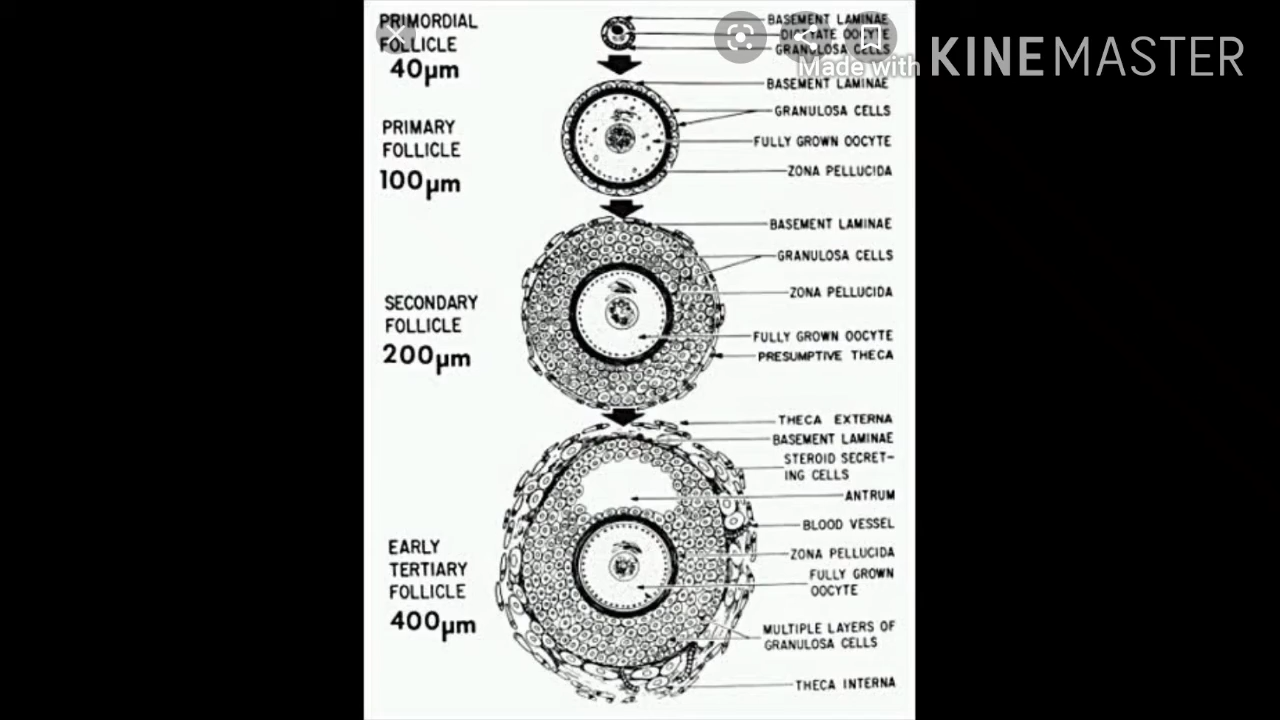 PRIMORDIAL
FOLLICLE
40μm
BASEMENT LAMINAE
OOCYTE
GRANULOSA CELLS
Made with KINEMASTER
PRIMARY
FOLLICLE
100μm
BASEMENT LAMINAE
GRANULOSA CELLS
FULLY GROWN OOCYTE
ZONA PELLUCIDA
SECONDARY
FOLLICLE
200μm
BASEMENT LAMINAE
GRANULOSA CELLS
ZONA PELLUCIDA
FULLY GROWN OOCYTE
PRESUMPTIVE THECA
EARLY
TERTIARY
FOLLICLE
400μm
THECA EXTERNA
BASEMENT LAMINAE
STEROID SECRET-
ING CELLS
ANTRUM
BLOOD VESSEL
ZONA PELLUCIDA
FULLY GROWN
OOCYTE
MULTIPLE LAYERS OF
GRANULOSA CELLS
THECA INTERNA